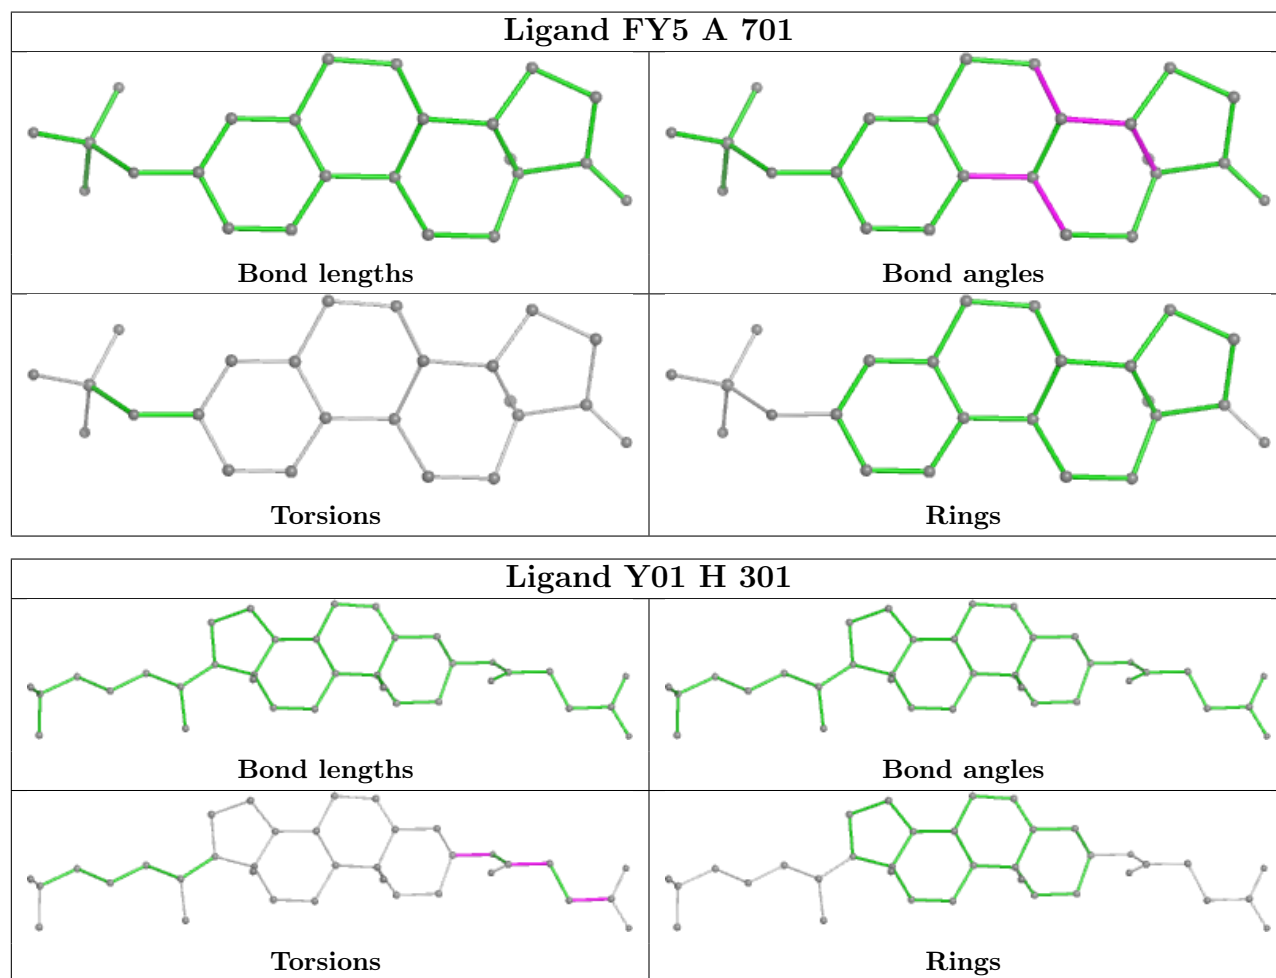 Ligand FY5 A 701
Bond lengths
Bond angles
Torsions
Rings
Ligand Y01 H 301
Bond lengths
Bond angles
Torsions
Rings